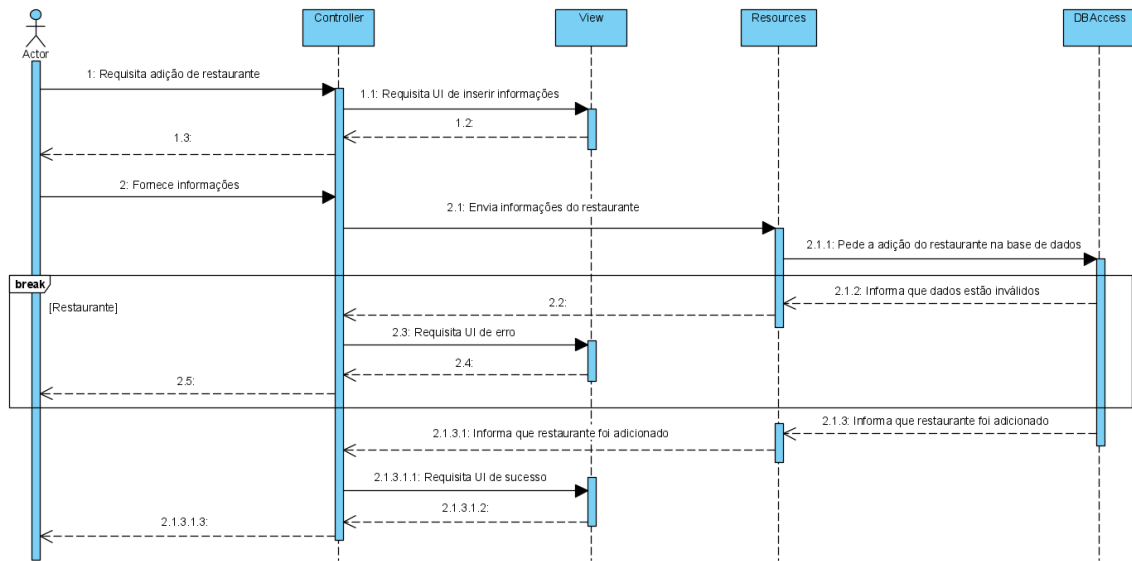 Controller
View
Resources
DBAccess
Actor
1: Requisita adição de restaurante
1.1: Requisita UI de inserir informações
1.2:
1.3:
2: Fornece informações
2.1: Envia informações do restaurante
2.1.1: Pede a adição do restaurante na base de dados
break
[Restaurante]
2.1.2: Informa que dados estão inválidos
2.2:
2.3: Requisita UI de erro
2.4:
2.5:
2.1.3: Informa que restaurante foi adicionado
2.1.3.1: Informa que restaurante foi adicionado
2.1.3.1.1: Requisita UI de sucesso
2.1.3.1.2:
2.1.3.1.3: